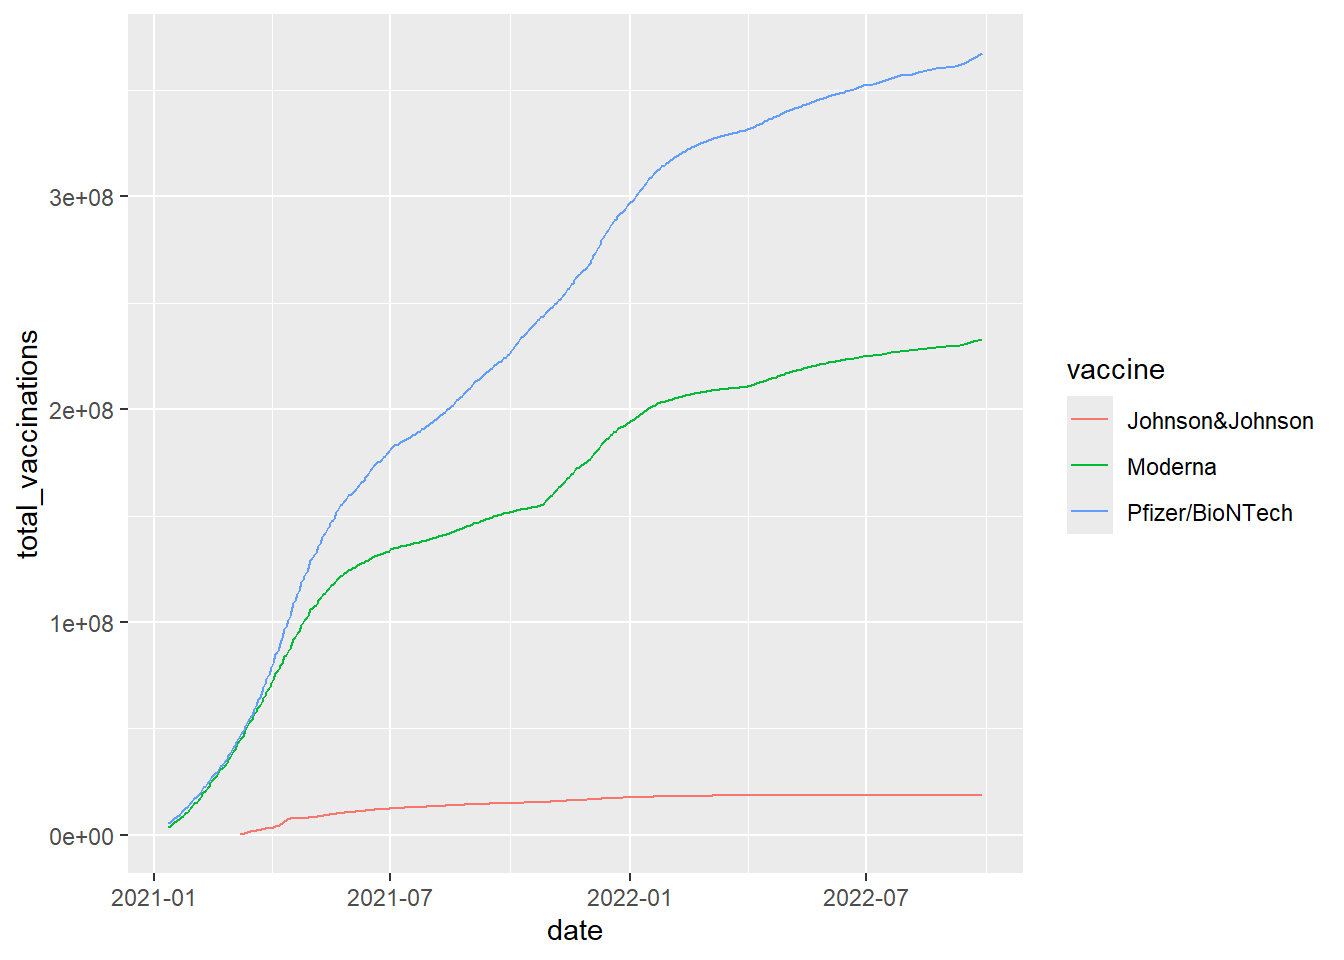 total_vaccinations
3e+08
2e+08
1e+08
0e+00
2021-01
2021-07
2022-01
2022-07
date
vaccine
Johnson&Johnson
Moderna
Pfizer/BioNTech